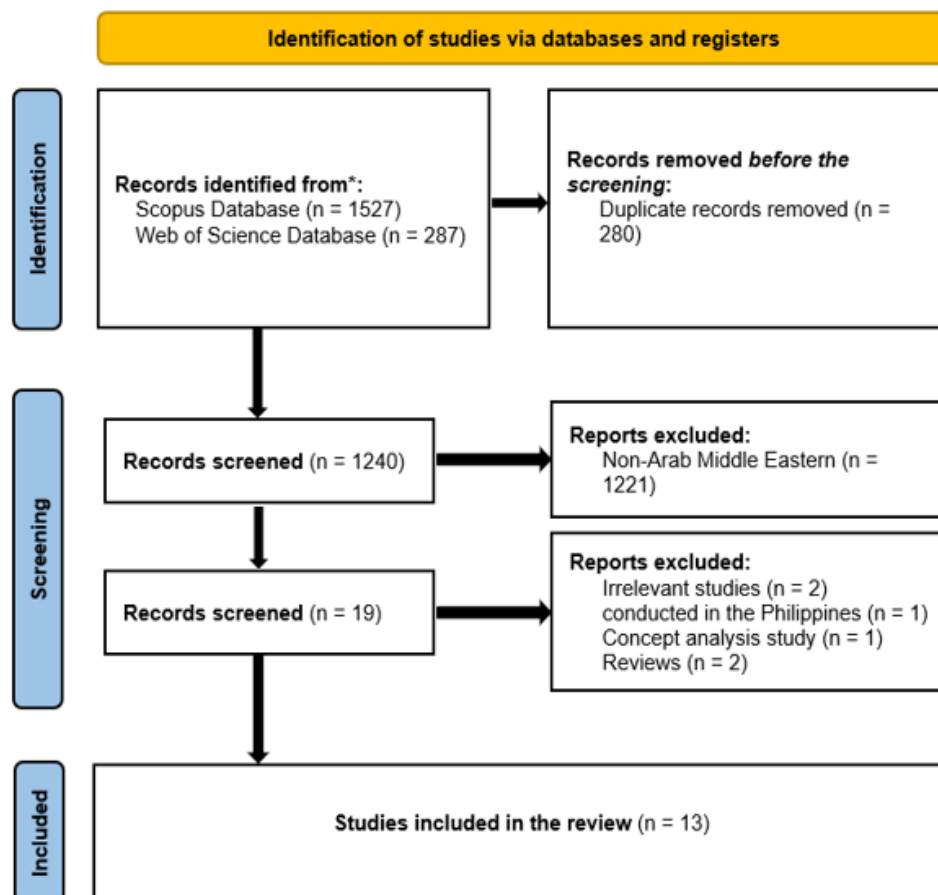 Identification of studies via databases and registers
Identification
Records identified from*:
Scopus Database (n = 1527)
Web of Science Database (n = 287)
Records removed before the
screening:
Duplicate records removed (n =
280)
Screening
Records screened (n = 1240)
Reports excluded:
Non-Arab Middle Eastern (n =
1221)
Records screened (n = 19)
Reports excluded:
Irrelevant studies (n = 2)
conducted in the Philippines (n = 1)
Concept analysis study (n = 1)
Reviews (n = 2)
Included
Studies included in the review (n = 13)